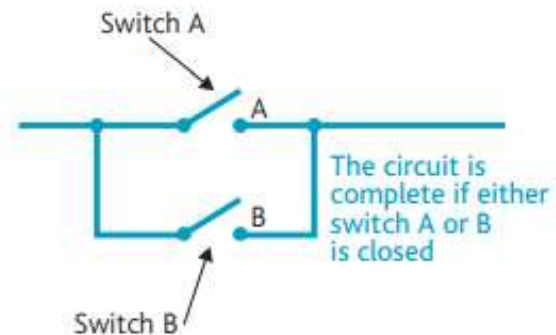 Switch A
A
The circuit is
complete if either
switch A or B
is closed
B
Switch B